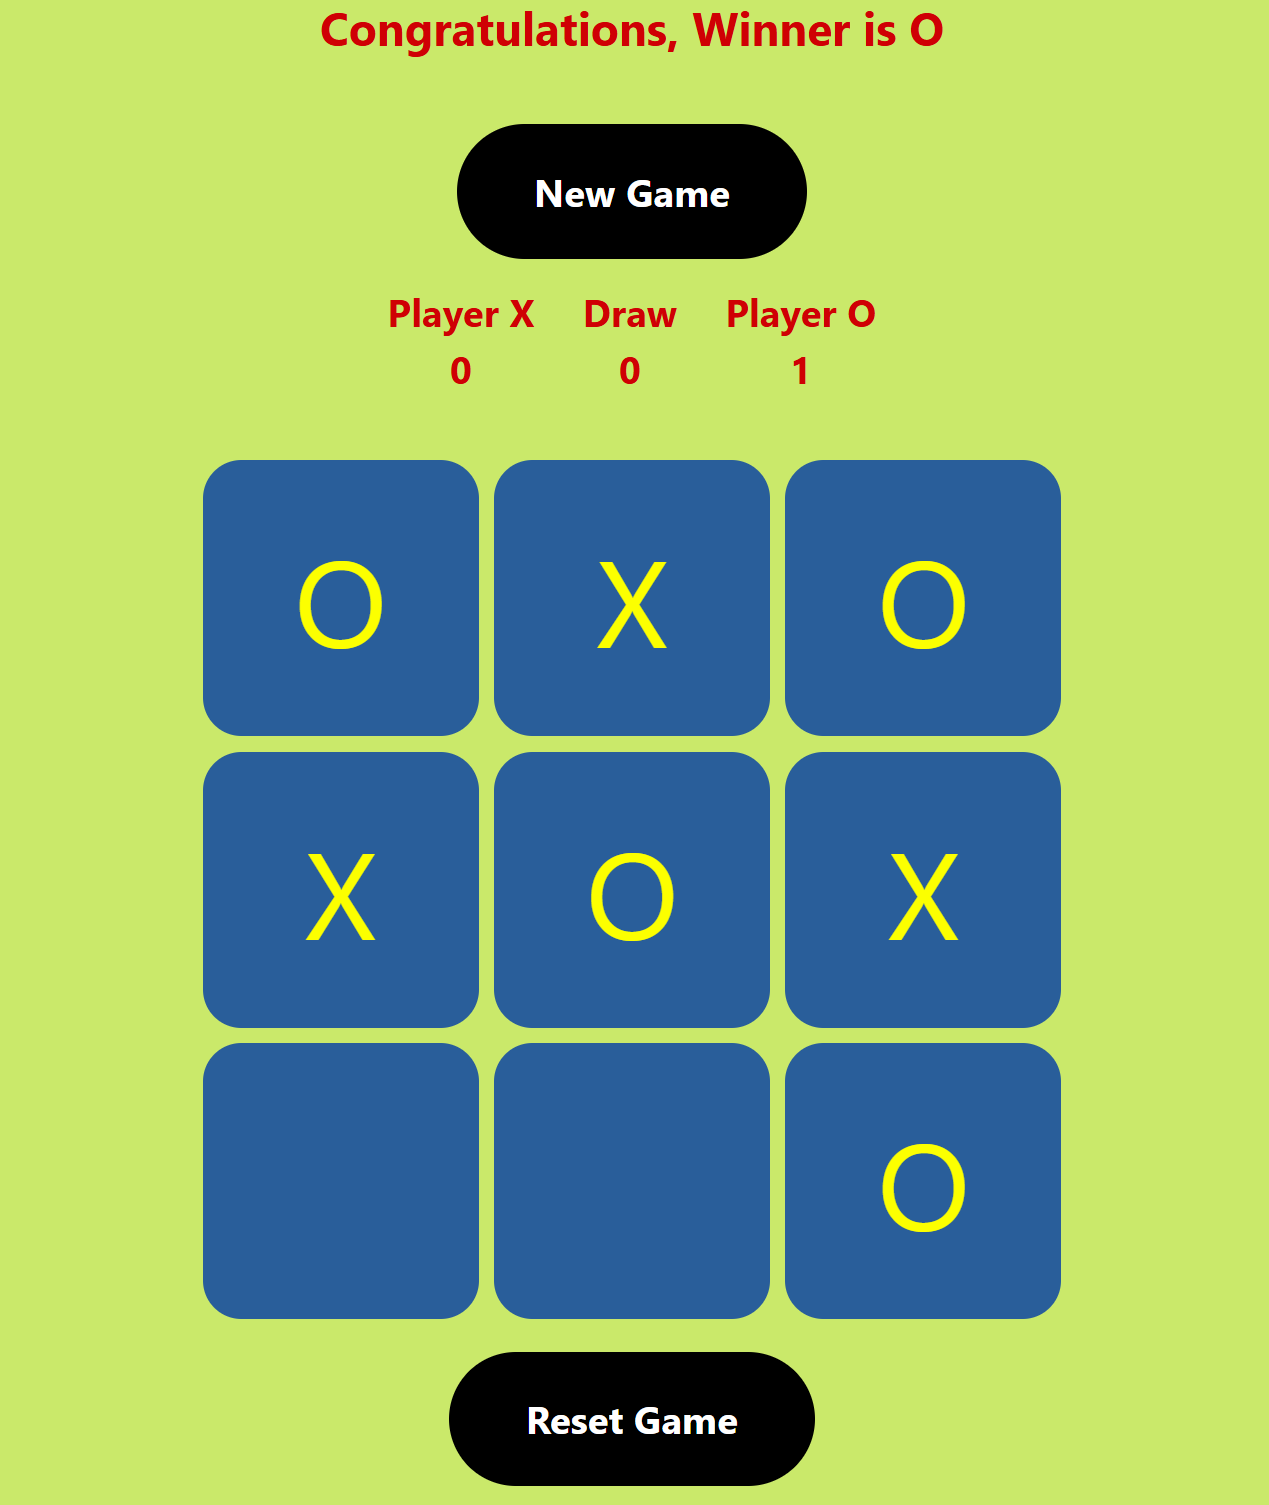 Congratulations, Winner is O
New Game
Player X Draw Player O
0 0 1
O X O
X O X
O
Reset Game